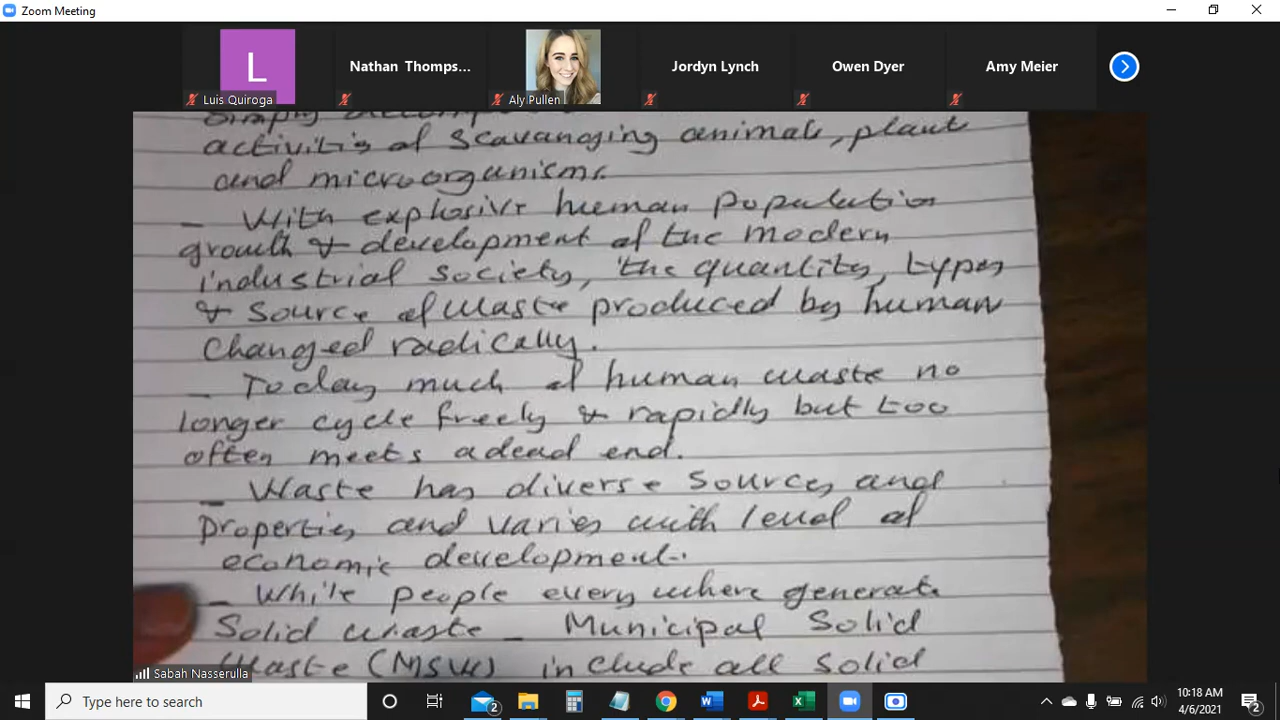 Zoom Meeting
L
Nathan Thomps...
Jordyn Lynch
Owen Dyer
Amy Meier
Luis Quiroga
Aly Pullen
Simply
activities of scavanging animals, plant
and microorganisms
- With explosive human population
growth & development of the modern
industrial society, the quantity, types
& source of waste produced by human
changed radically.
- Today much of human waste no
longer cycle freely & rapidly but too
often meets a dead end.
- Waste has diverse sources and
properties and varies with level of
economic development.
- While people every where generate
Solid waste - Municipal Solid
Waste (MSW) include all solid
Sabah Nasserulla
Type here to search
2
10:18 AM
4/6/2021
2